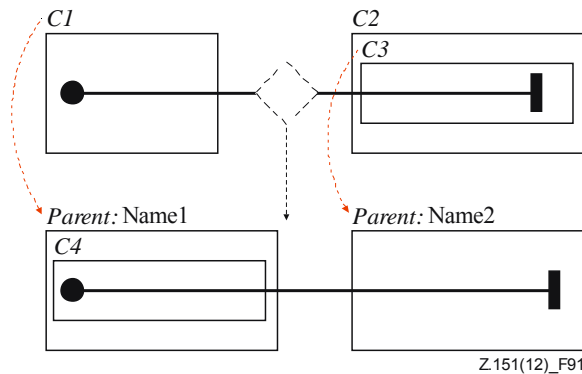 C1
C2
C3
Parent: Name1
Parent: Name2
C4
Z.151(12)_F91